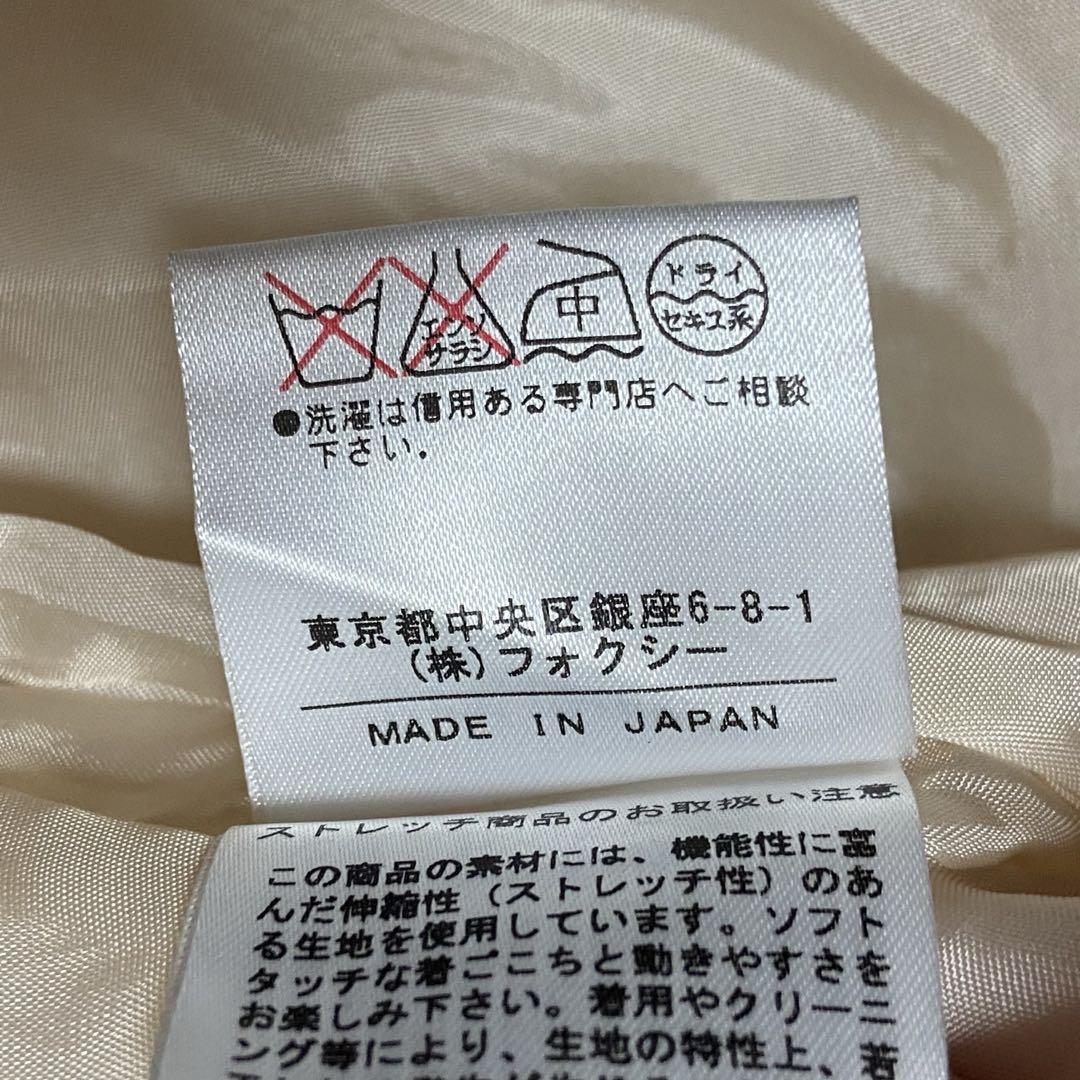 エンソ
サラシ
中
ドライ
セキユ系
●洗濯は信用ある専門店へご相談
下さい.
東京都中央区銀座6-8-1
(株)フォクシー
MADE IN JAPAN
ストレッチ商品のお取扱い注意
この商品の素材には、機能性に富
んだ伸縮性(ストレッチ性)のあ
る生地を使用しています。ソフト
タッチな着ごこちと動きやすさを
お楽しみ下さい。着用やクリーニ
ング等により、生地の特性上、若